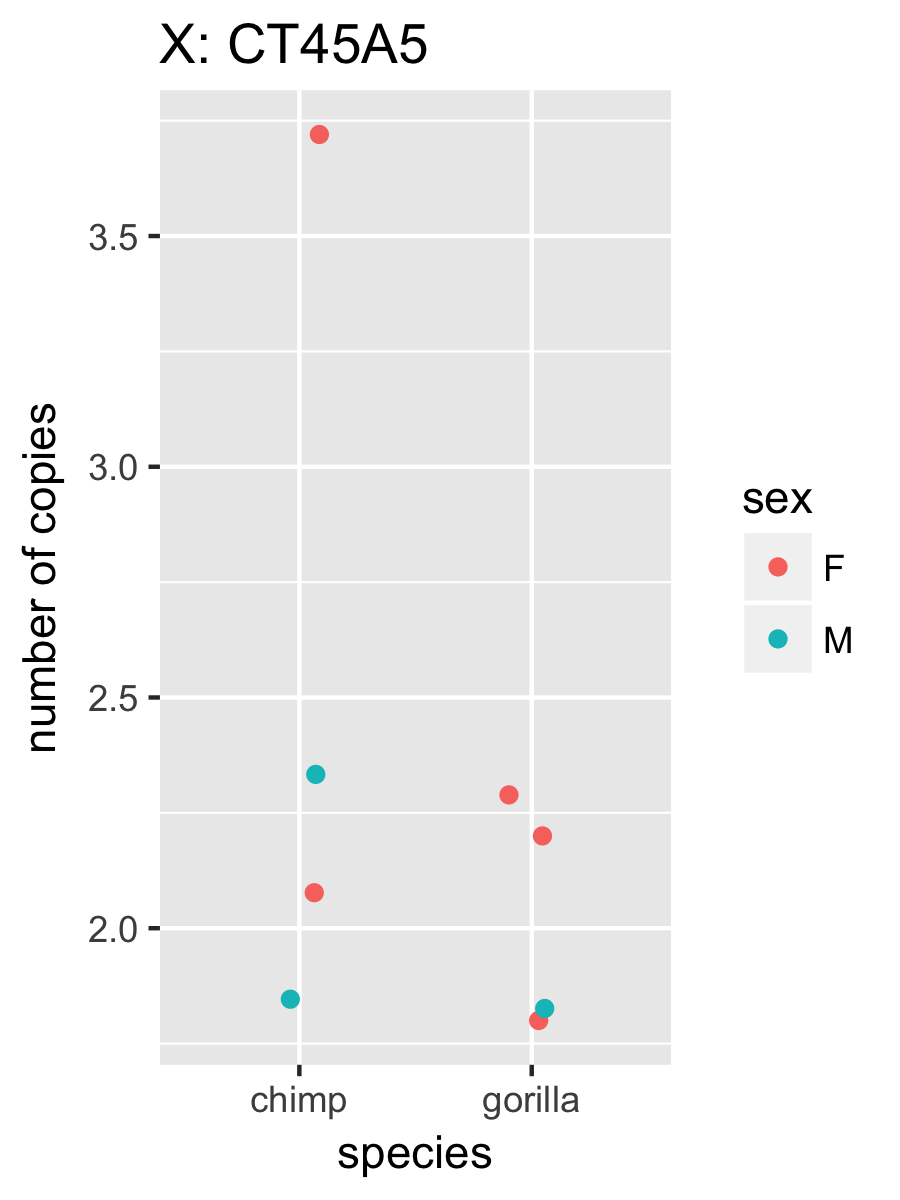 X: CT45A5
number of copies
3.5
3.0
2.5
2.0
chimp gorilla
species
sex
F
M